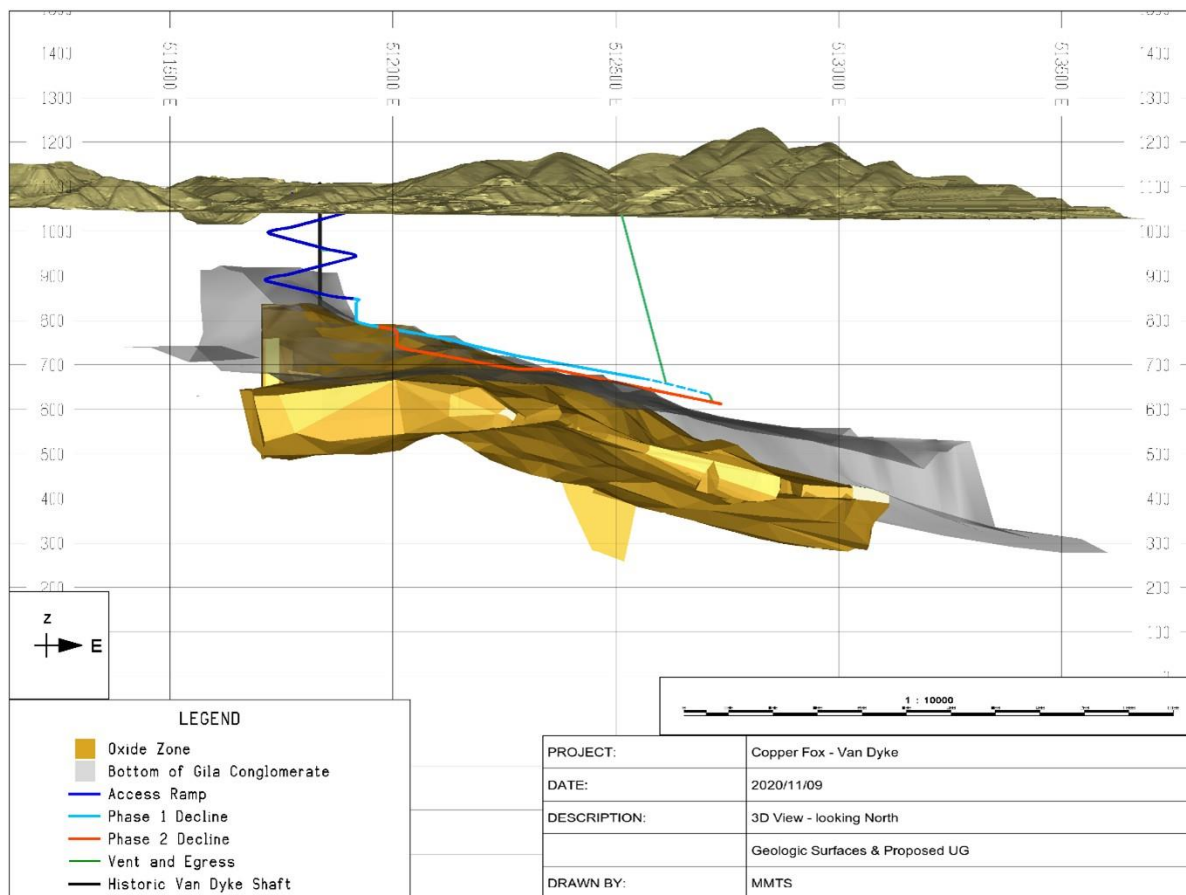 511500 E 512000 E 512500 E 513000 E 513500 E
1400 1400
1300 1300
1200 1200
1100 1100
1000 1000
900 900
800 800
700 700
600 600
500 500
400 400
300 300
200 200
100 100
Z
E
1 : 10000
LEGEND
Oxide Zone
Bottom of Gila Conglomerate
Access Ramp
Phase 1 Decline
Phase 2 Decline
Vent and Egress
Historic Van Dyke Shaft
PROJECT: Copper Fox - Van Dyke
DATE: 2020/11/09
DESCRIPTION: 3D View - looking North
Geologic Surfaces & Proposed UG
DRAWN BY: MMTS